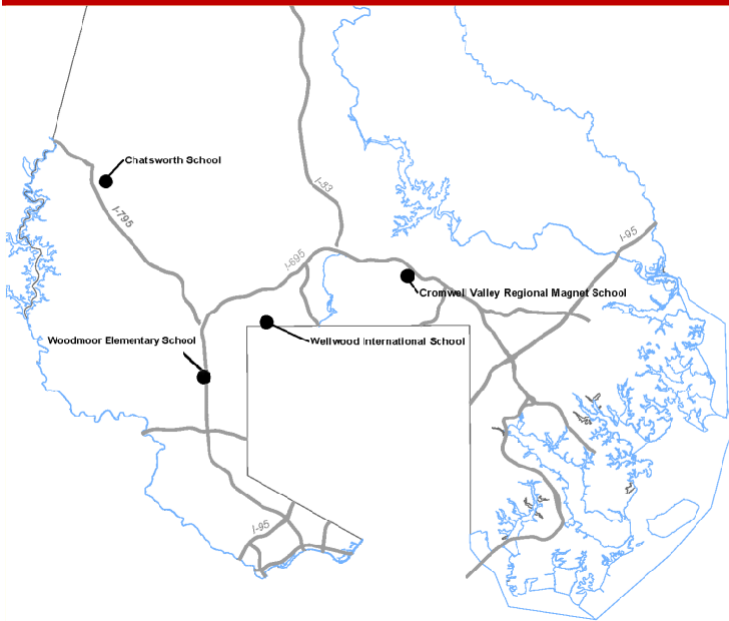 Chatsworth School
I-83
I-795
I-95
I-695
Cromwell Valley Regional Magnet School
Woodmoor Elementary School
Wellwood International School
I-95